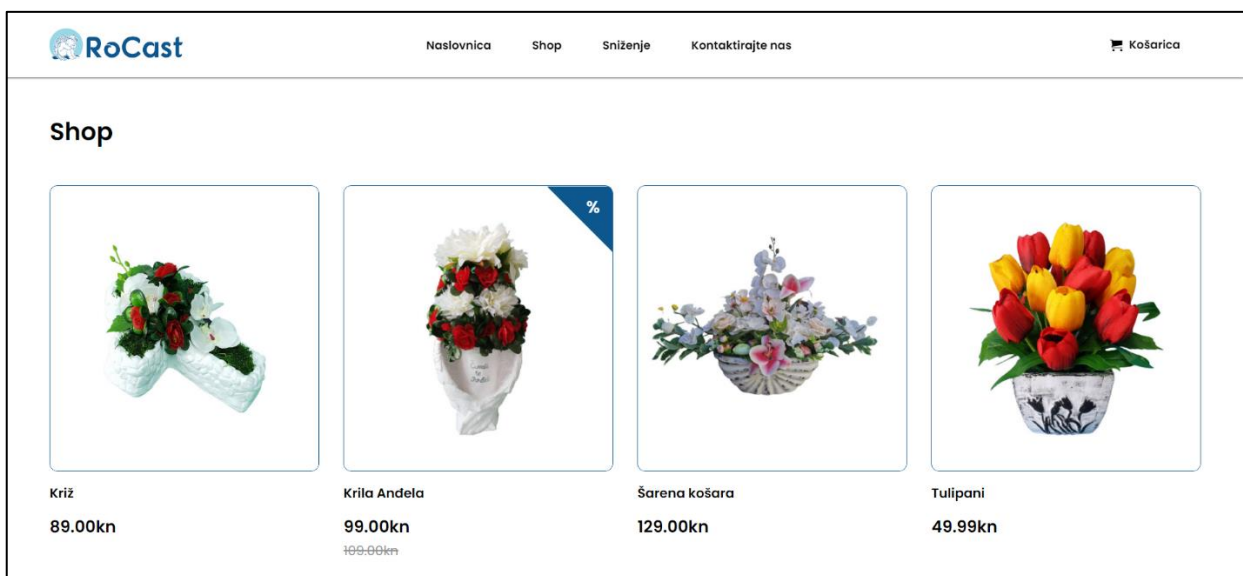 RoCast
Naslovnica Shop Sniženje Kontaktirajte nas Košarica
Shop
%
Križ Krila Anđela Šarena košara Tulipani
89.00kn 99.00kn 129.00kn 49.99kn
109.00kn